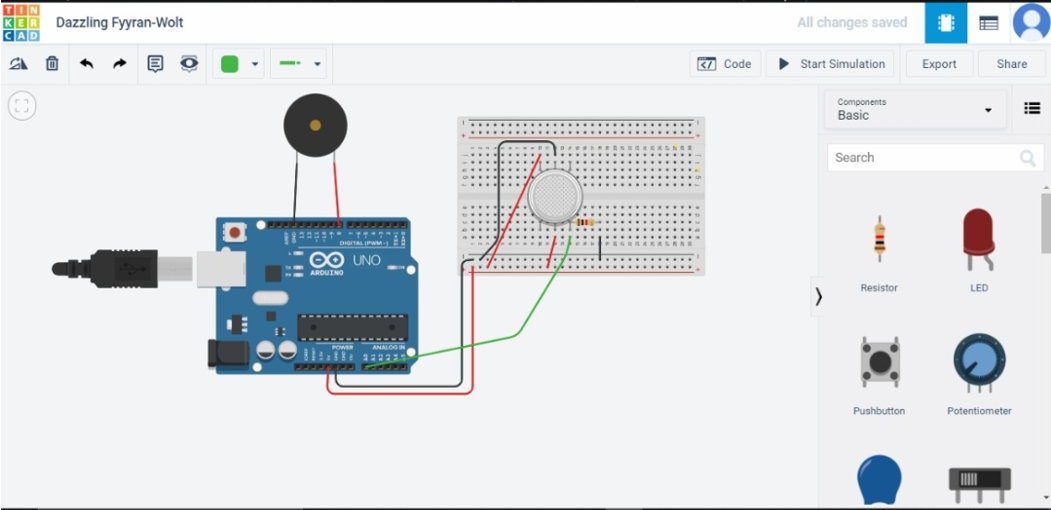 TIN
KER
CAD
Dazzling Fyyran-Wolt
All changes saved
Code
Start Simulation
Export
Share
Components
Basic
Search
Resistor
LED
Pushbutton
Potentiometer
DIGITAL (PWM ~)
UNO
ARDUINO
POWER
ANALOG IN